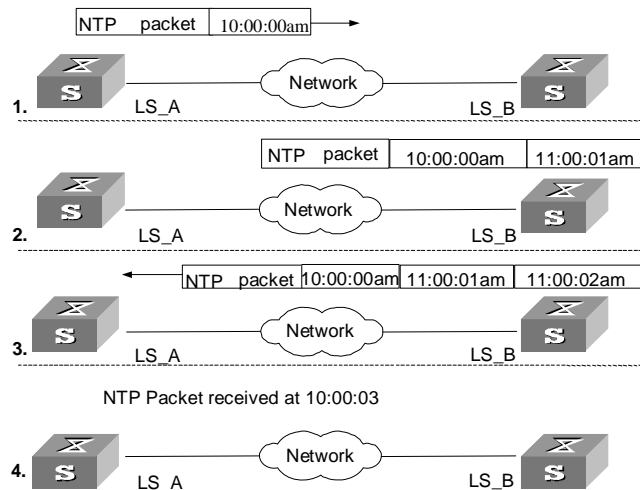 NTP packet 10:00:00am
Network
S S
1. LS_A LS_B
NTP packet 10:00:00am 11:00:01am
Network
S S
2. LS_A LS_B
NTP packet 10:00:00am 11:00:01am 11:00:02am
Network
S S
3. LS_A LS_B
NTP Packet received at 10:00:03
Network
S S
4. LS_A LS_B